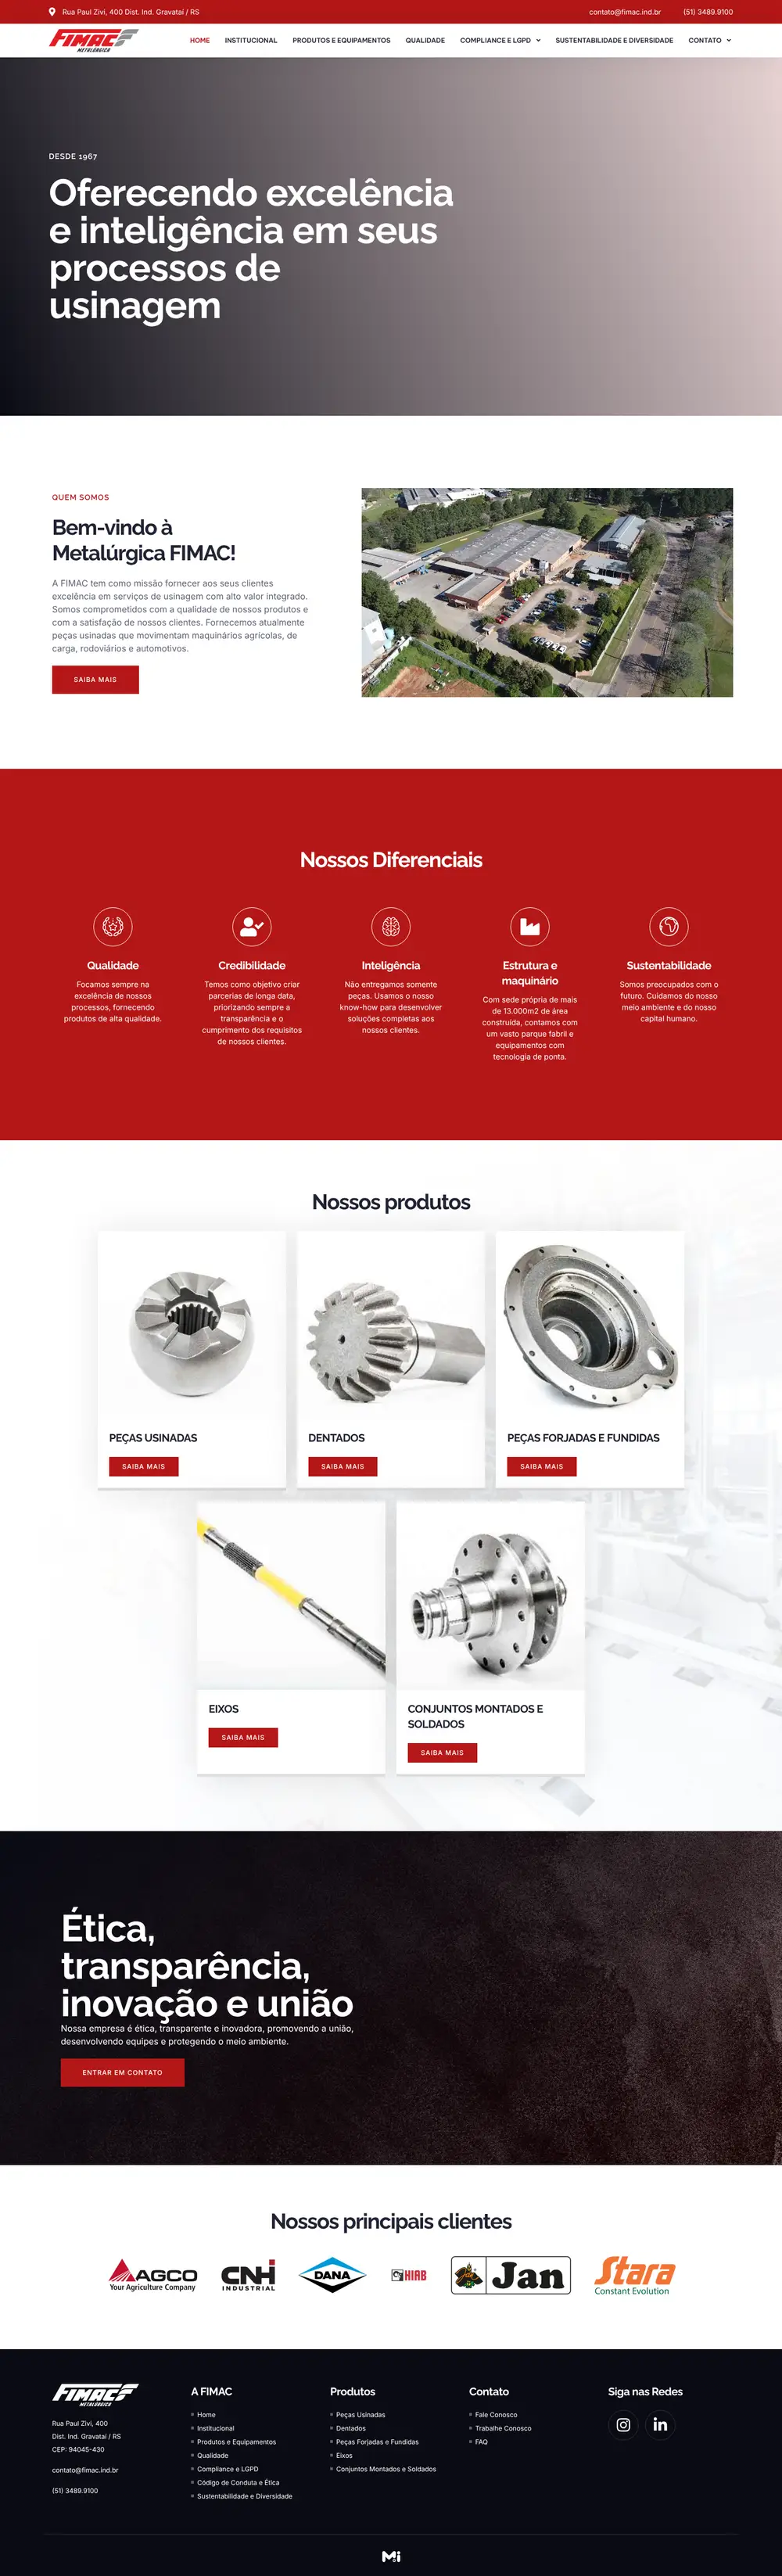 Rua Paul Zivi, 400 Dist. Ind. Gravataí / RS
contato@fimac.ind.br
(51) 3489.9100
FIMAC
METALÚRGICA
HOME
INSTITUCIONAL
PRODUTOS E EQUIPAMENTOS
QUALIDADE
COMPLIANCE E LGPD
SUSTENTABILIDADE E DIVERSIDADE
CONTATO
DESDE 1967
Oferecendo excelência
e inteligência em seus
processos de
usinagem
QUEM SOMOS
Bem-vindo à
Metalúrgica FIMAC!
A FIMAC tem como missão fornecer aos seus clientes
excelência em serviços de usinagem com alto valor integrado.
Somos comprometidos com a qualidade de nossos produtos e
com a satisfação de nossos clientes. Fornecemos atualmente
peças usinadas que movimentam maquinários agrícolas, de
carga, rodoviários e automotivos.
SAIBA MAIS
Nossos Diferenciais
Qualidade
Focamos sempre na
excelência de nossos
processos, fornecendo
produtos de alta qualidade.
Credibilidade
Temos como objetivo criar
parcerias de longa data,
priorizando sempre a
transparência e o
cumprimento dos requisitos
de nossos clientes.
Inteligência
Não entregamos somente
peças. Usamos o nosso
know-how para desenvolver
soluções completas aos
nossos clientes.
Estrutura e
maquinário
Com sede própria de mais
de 13.000m2 de área
construída, contamos com
um vasto parque fabril e
equipamentos com
tecnologia de ponta.
Sustentabilidade
Somos preocupados com o
futuro. Cuidamos do nosso
meio ambiente e do nosso
capital humano.
Nossos produtos
PEÇAS USINADAS
SAIBA MAIS
DENTADOS
SAIBA MAIS
PEÇAS FORJADAS E FUNDIDAS
SAIBA MAIS
EIXOS
SAIBA MAIS
CONJUNTOS MONTADOS E
SOLDADOS
SAIBA MAIS
Ética,
transparência,
inovação e união
Nossa empresa é ética, transparente e inovadora, promovendo a união,
desenvolvendo equipes e protegendo o meio ambiente.
ENTRAR EM CONTATO
Nossos principais clientes
AGCO
Your Agriculture Company
CNH
INDUSTRIAL
DANA
HIAB
Jan
Stara
Constant Evolution
FIMAC
METALÚRGICA
Rua Paul Zivi, 400
Dist. Ind. Gravataí / RS
CEP: 94045-430
contato@fimac.ind.br
(51) 3489.9100
A FIMAC
Home
Institucional
Produtos e Equipamentos
Qualidade
Compliance e LGPD
Código de Conduta e Ética
Sustentabilidade e Diversidade
Produtos
Peças Usinadas
Dentados
Peças Forjadas e Fundidas
Eixos
Conjuntos Montados e Soldados
Contato
Fale Conosco
Trabalhe Conosco
FAQ
Siga nas Redes